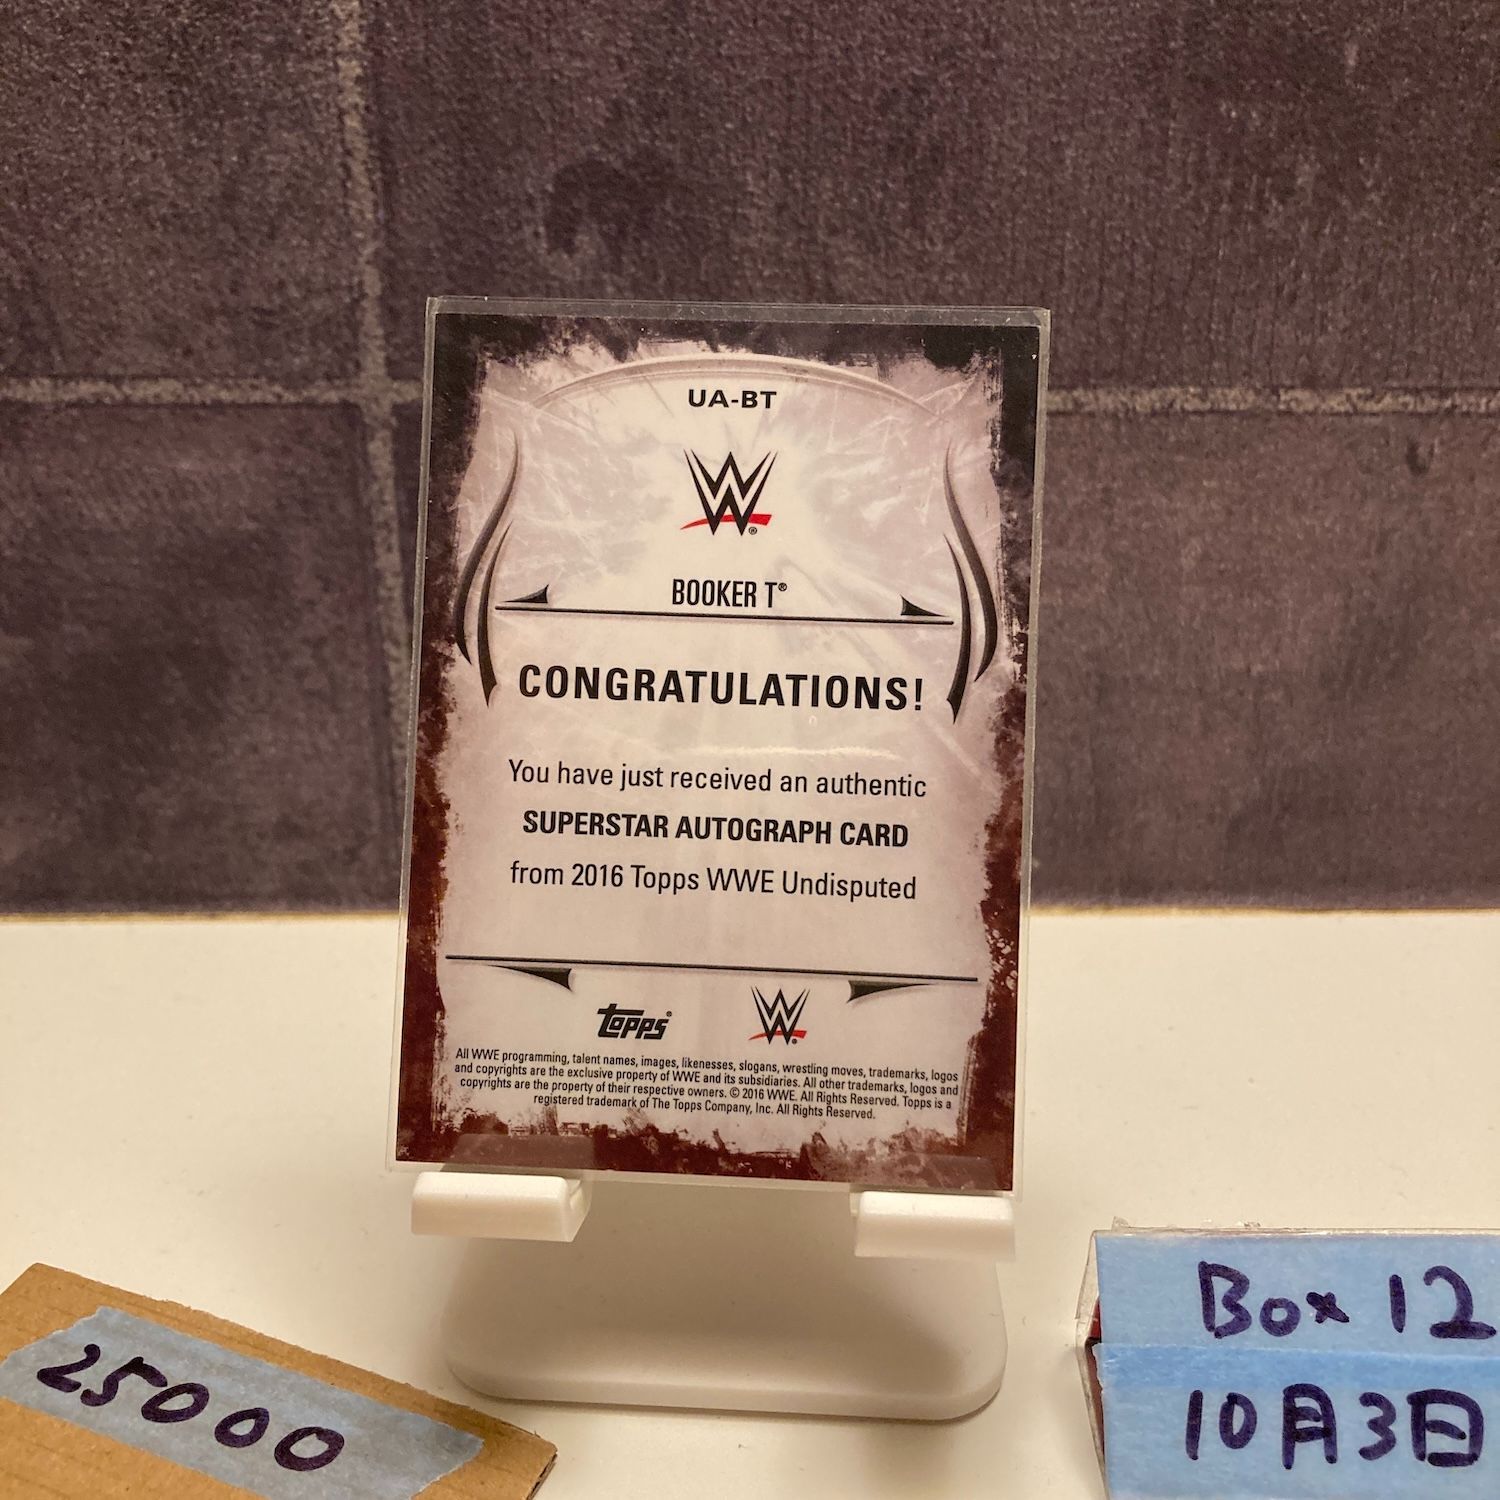 UA-BT
W
BOOKER T®
CONGRATULATIONS!
You have just received an authentic
SUPERSTAR AUTOGRAPH CARD
from 2016 Topps WWE Undisputed
topps® W
All WWE programming, talent names, images, likenesses, slogans, wrestling moves, trademarks, logos
and copyrights are the exclusive property of WWE and its subsidiaries. All other trademarks, logos and
copyrights are the property of their respective owners. © 2016 WWE. All Rights Reserved. Topps is a
registered trademark of The Topps Company, Inc. All Rights Reserved.
25000
Box 12
10月3日